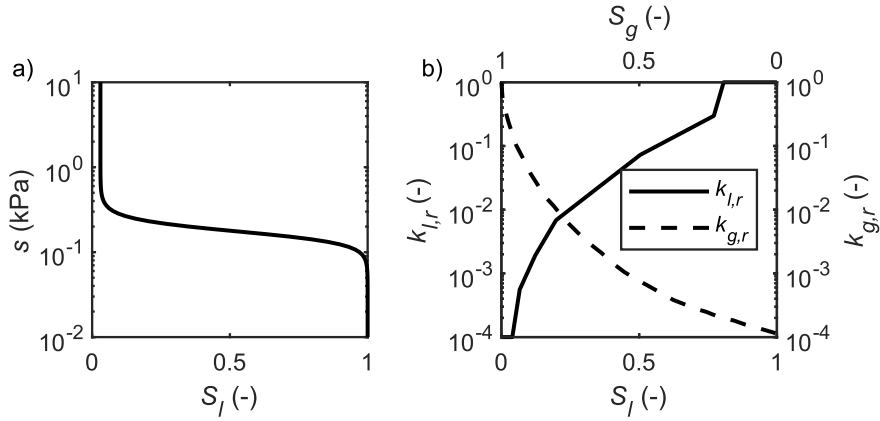 a)
10^1
10^0
10^-1
10^-2
s (kPa)
0
0.5
1
S_l (-)
b)
S_g (-)
1
0.5
0
10^0
10^-1
10^-2
10^-3
10^-4
k_l,r (-)
k_l,r
k_g,r
10^0
10^-1
10^-2
10^-3
10^-4
k_g,r (-)
0
0.5
1
S_l (-)